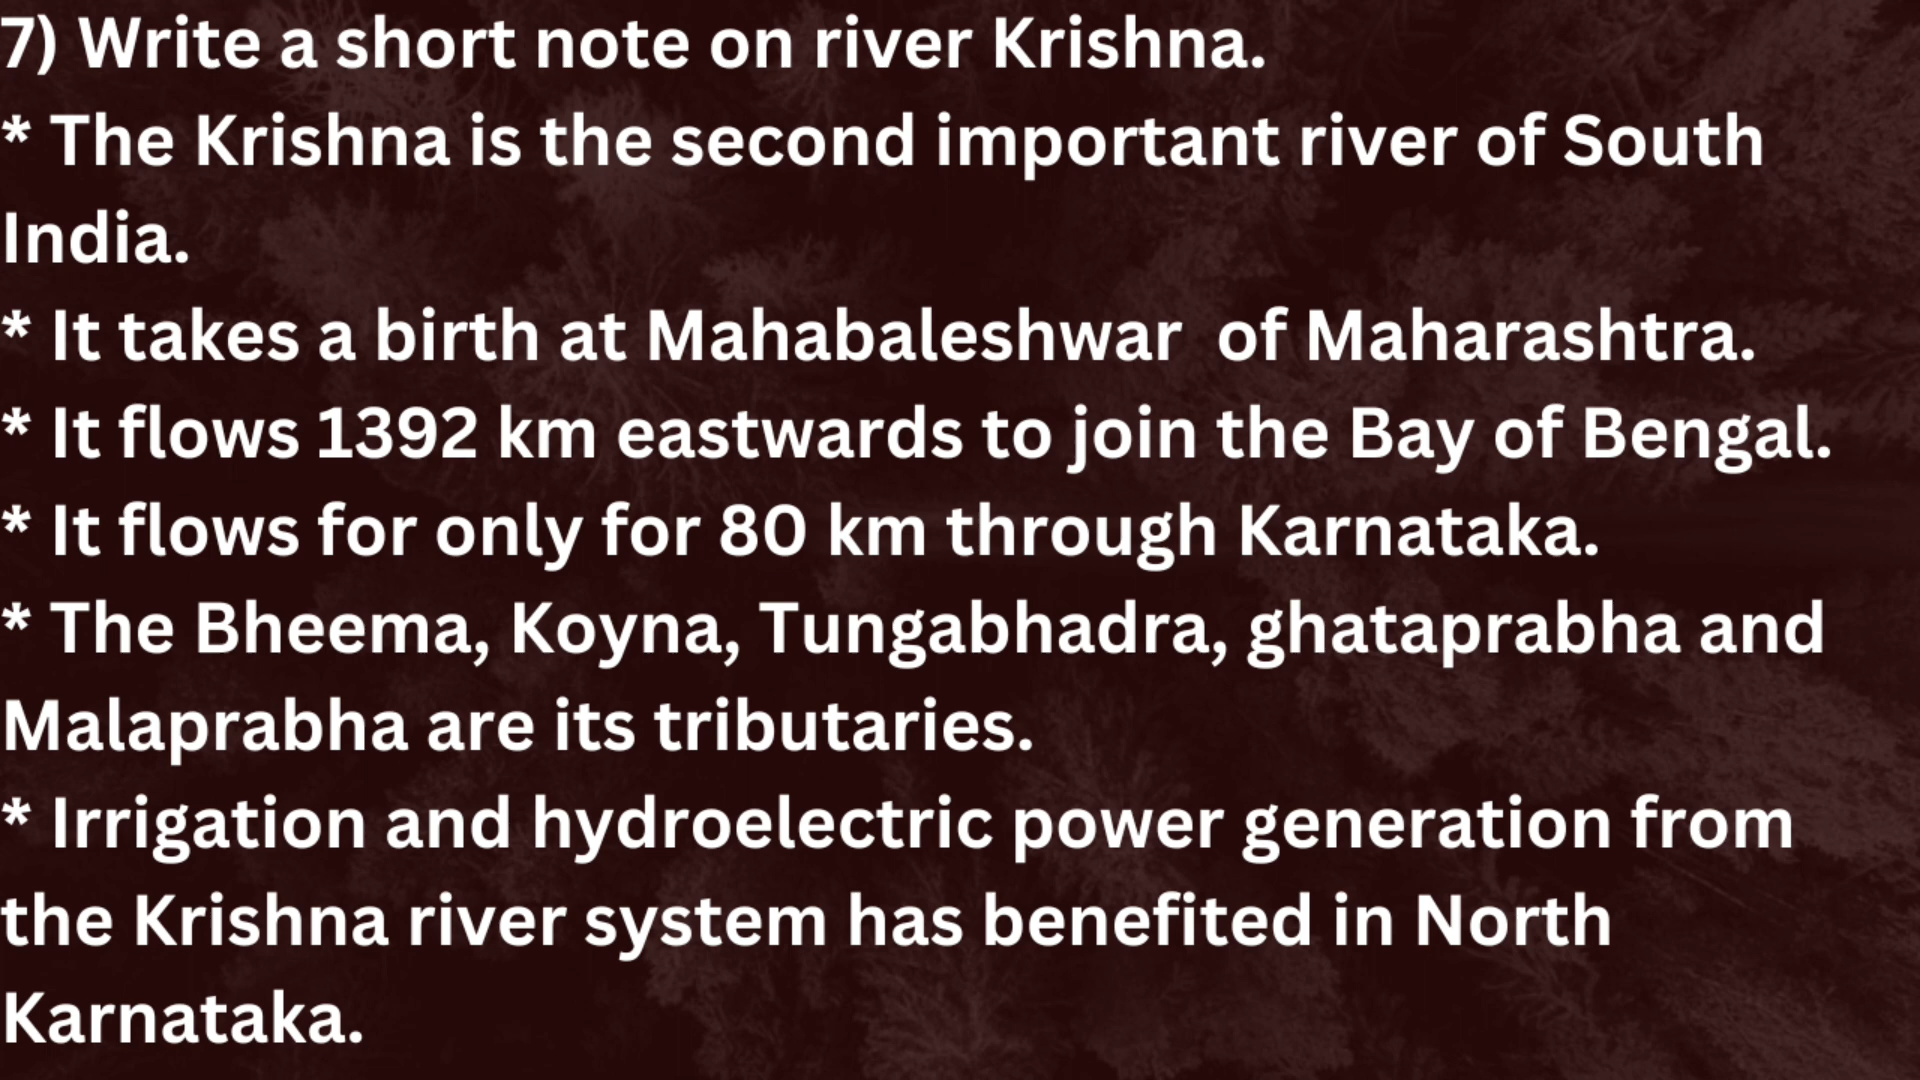 7) Write a short note on river Krishna.
* The Krishna is the second important river of South
India.
* It takes a birth at Mahabaleshwar  of Maharashtra.
* It flows 1392 km eastwards to join the Bay of Bengal.
* It flows for only for 80 km through Karnataka.
* The Bheema, Koyna, Tungabhadra, ghataprabha and
Malaprabha are its tributaries.
* Irrigation and hydroelectric power generation from
the Krishna river system has benefited in North
Karnataka.